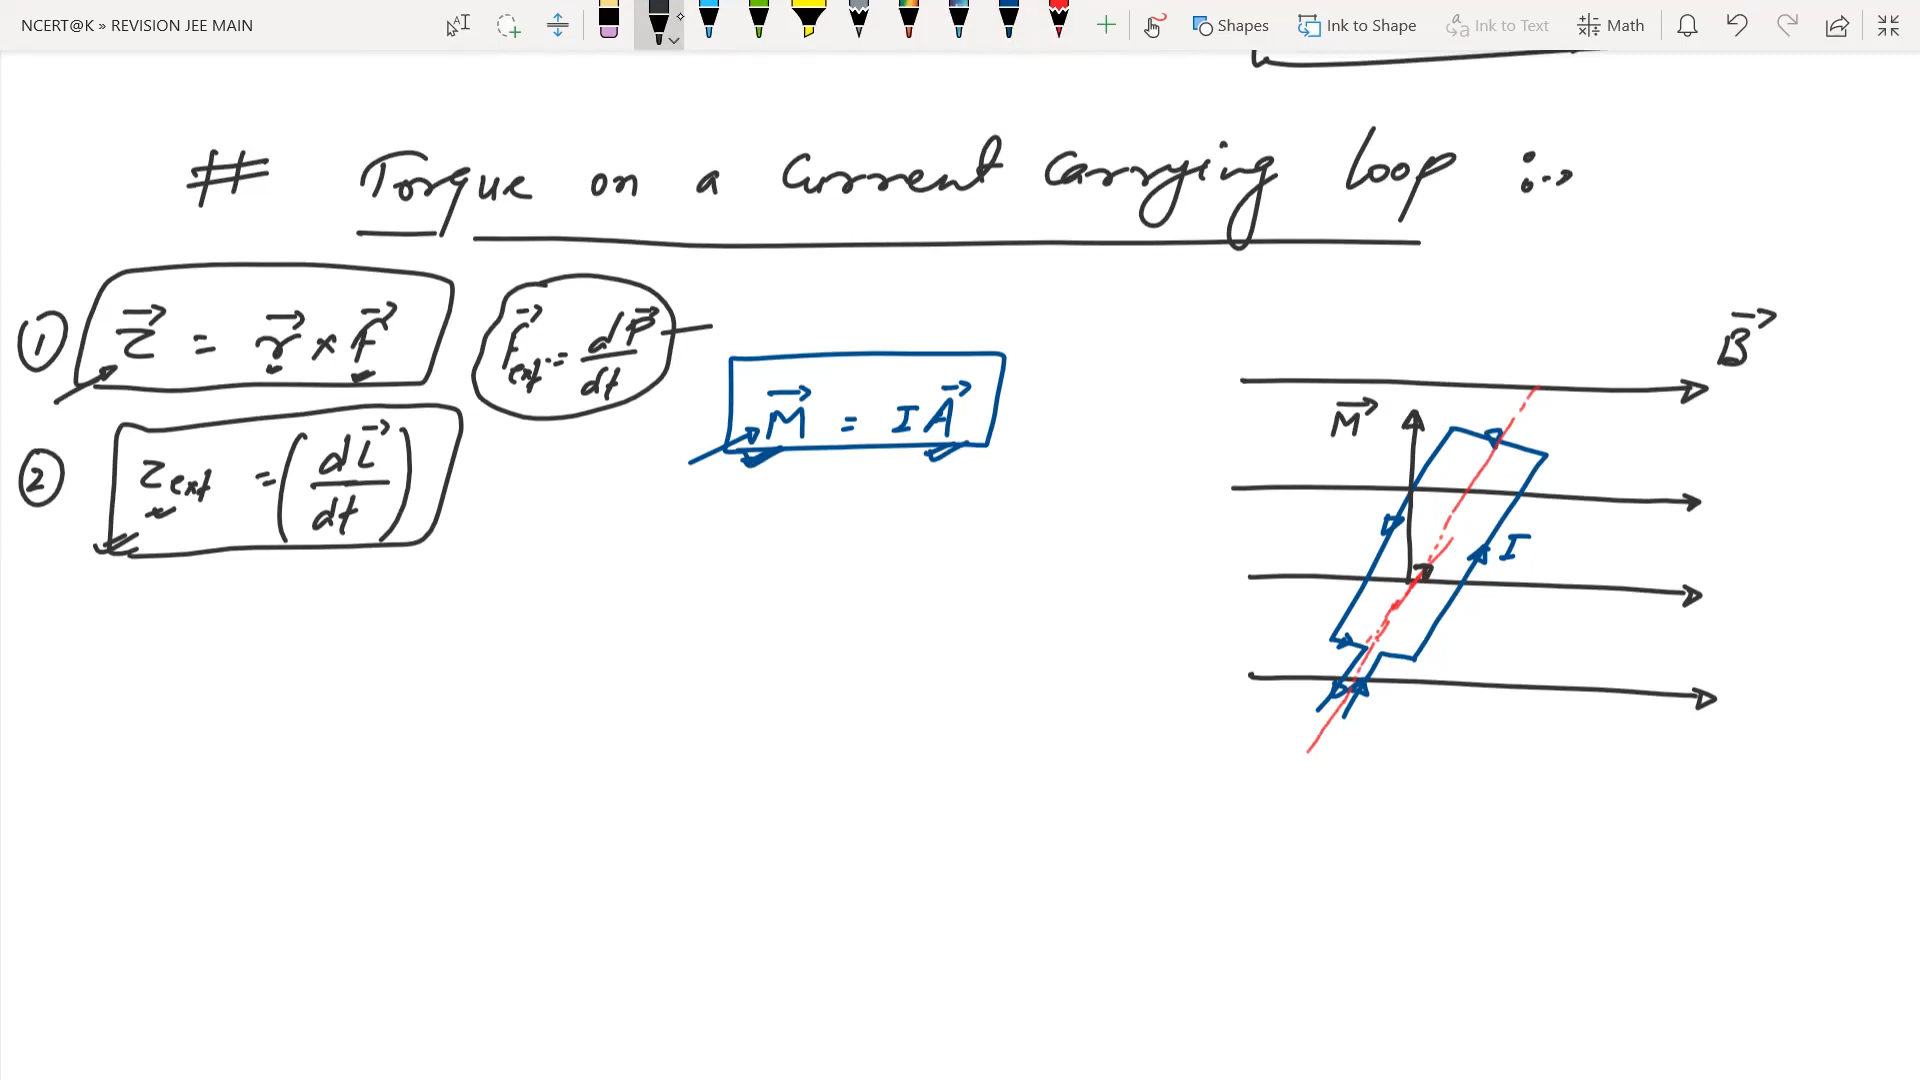 NCERT@K » REVISION JEE MAIN
Shapes
Ink to Shape
Ink to Text
Math
# Torque on a Current Carrying loop :->
① τ⃗ = r⃗ × F⃗
F⃗ext. = dP⃗/dt
M⃗ = I A⃗
② τext = (dL⃗/dt)
B⃗
M⃗
I